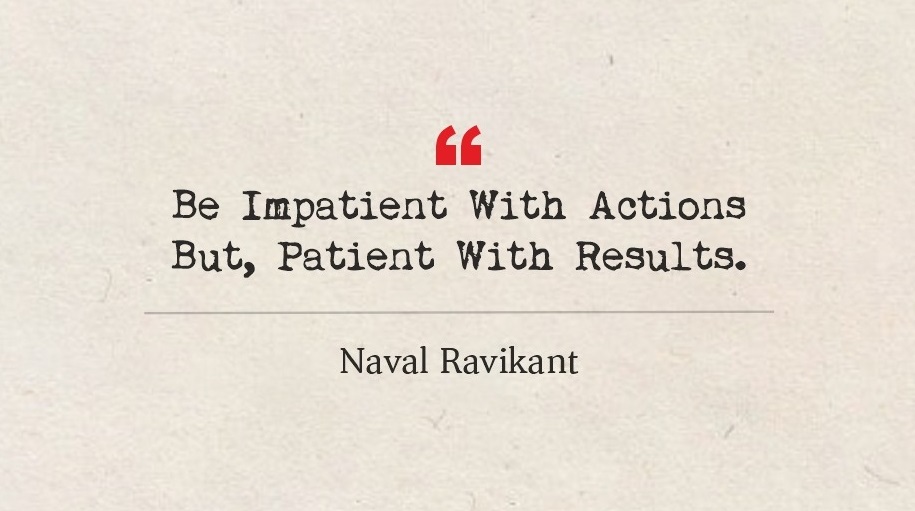 “
Be Impatient With Actions
But, Patient With Results.
Naval Ravikant